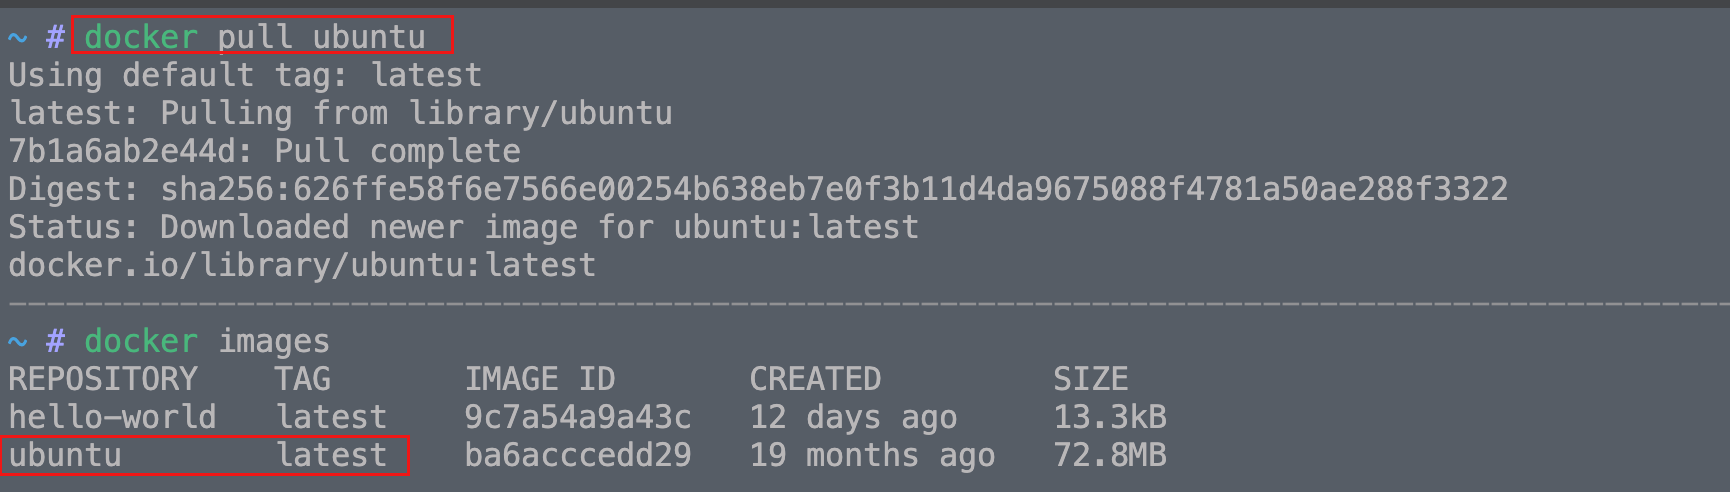 ~ # docker pull ubuntu
Using default tag: latest
latest: Pulling from library/ubuntu
7b1a6ab2e44d: Pull complete
Digest: sha256:626ffe58f6e7566e00254b638eb7e0f3b11d4da9675088f4781a50ae288f3322
Status: Downloaded newer image for ubuntu:latest
docker.io/library/ubuntu:latest
~ # docker images
REPOSITORY TAG IMAGE ID CREATED SIZE
hello-world latest 9c7a54a9a43c 12 days ago 13.3kB
ubuntu latest ba6acccedd29 19 months ago 72.8MB